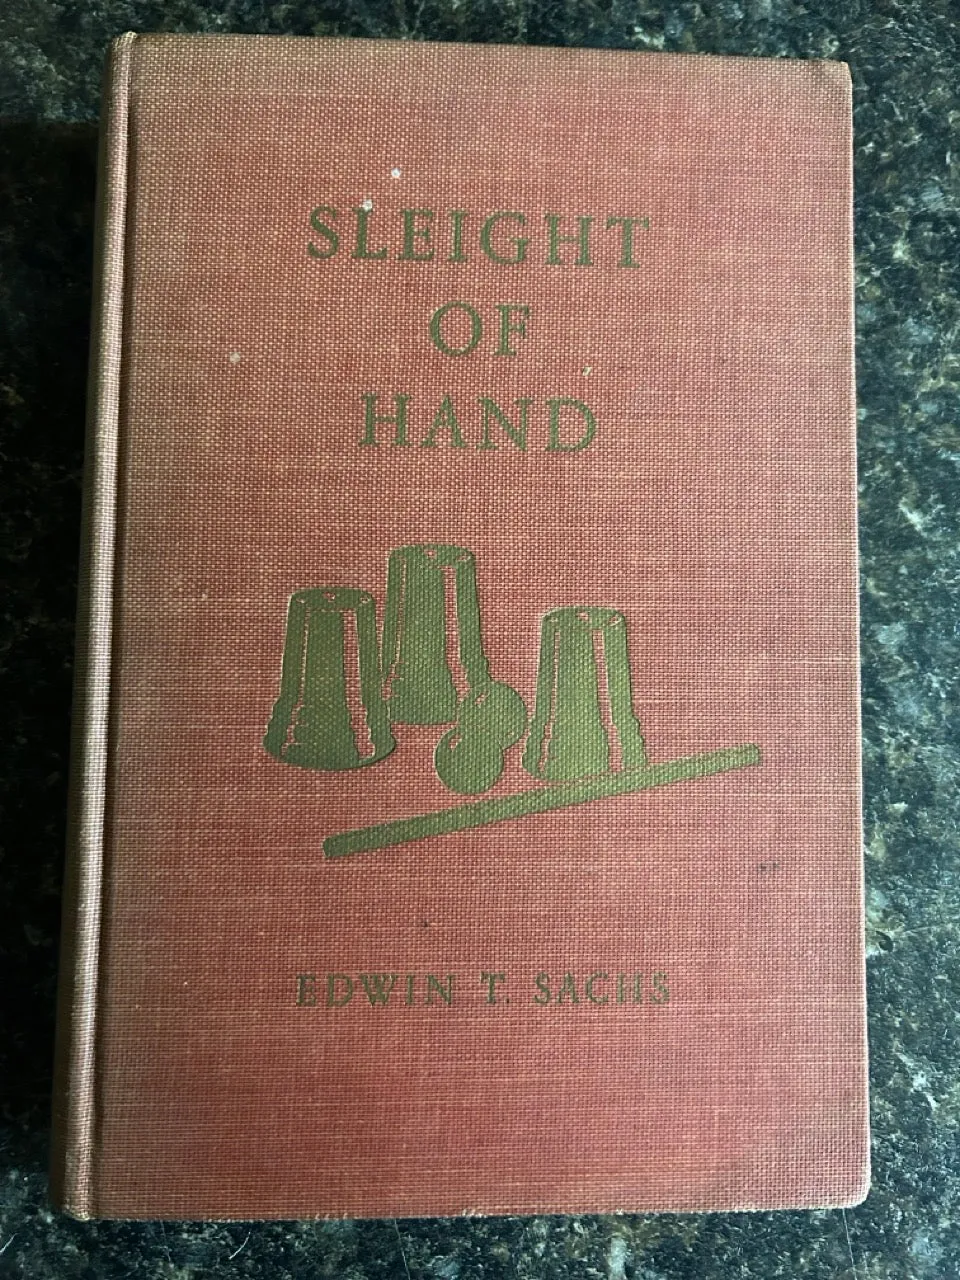 SLEIGHT
OF
HAND
EDWIN T. SACHS